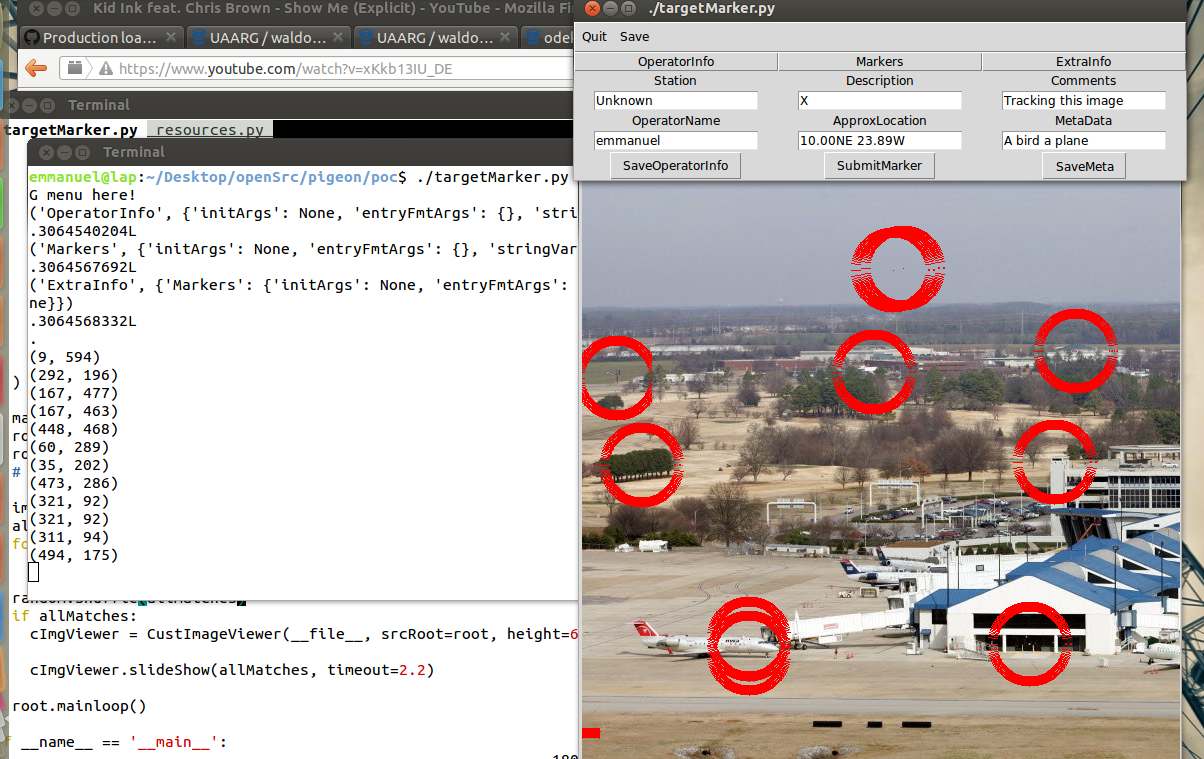 Kid Ink feat. Chris Brown - Show Me (Explicit) - YouTube - Mozilla Fi
Production loa...
UAARG / waldo...
UAARG / waldo...
odel
https://www.youtube.com/watch?v=xKkb13IU_DE
Terminal
targetMarker.py resources.py
Terminal
emmanuel@lap:~/Desktop/openSrc/pigeon/poc$ ./targetMarker.py
G menu here!
('OperatorInfo', {'initArgs': None, 'entryFmtArgs': {}, 'stri
.3064540204L
('Markers', {'initArgs': None, 'entryFmtArgs': {}, 'stringVar
.3064567692L
('ExtraInfo', {'Markers': {'initArgs': None, 'entryFmtArgs':
ne}})
.3064568332L
.
(9, 594)
(292, 196)
(167, 477)
(167, 463)
(448, 468)
(60, 289)
(35, 202)
(473, 286)
(321, 92)
(321, 92)
(311, 94)
(494, 175)
)
ma
ro
ro
#
im
al
fo
random.shuffle(allMatches)
if allMatches:
cImgViewer = CustImageViewer(__file__, srcRoot=root, height=6
cImgViewer.slideShow(allMatches, timeout=2.2)
root.mainloop()
__name__ == '__main__':
./targetMarker.py
Quit Save
OperatorInfo Markers ExtraInfo
Station Description Comments
Unknown X Tracking this image
OperatorName ApproxLocation MetaData
emmanuel 10.00NE 23.89W A bird a plane
SaveOperatorInfo SubmitMarker SaveMeta
nwa